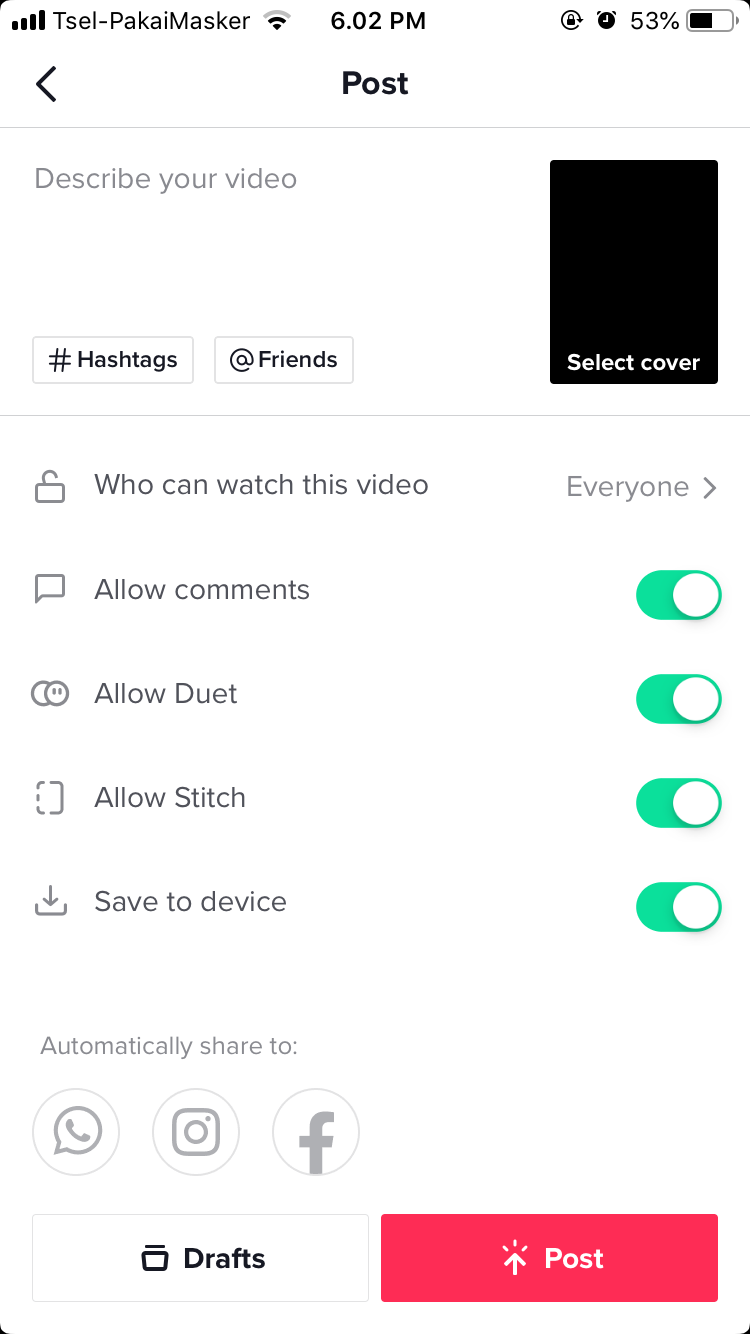 Tsel-PakaiMasker 6.02 PM 53%
Post
Describe your video
# Hashtags @ Friends
Select cover
Who can watch this video Everyone
Allow comments
Allow Duet
Allow Stitch
Save to device
Automatically share to:
Drafts Post